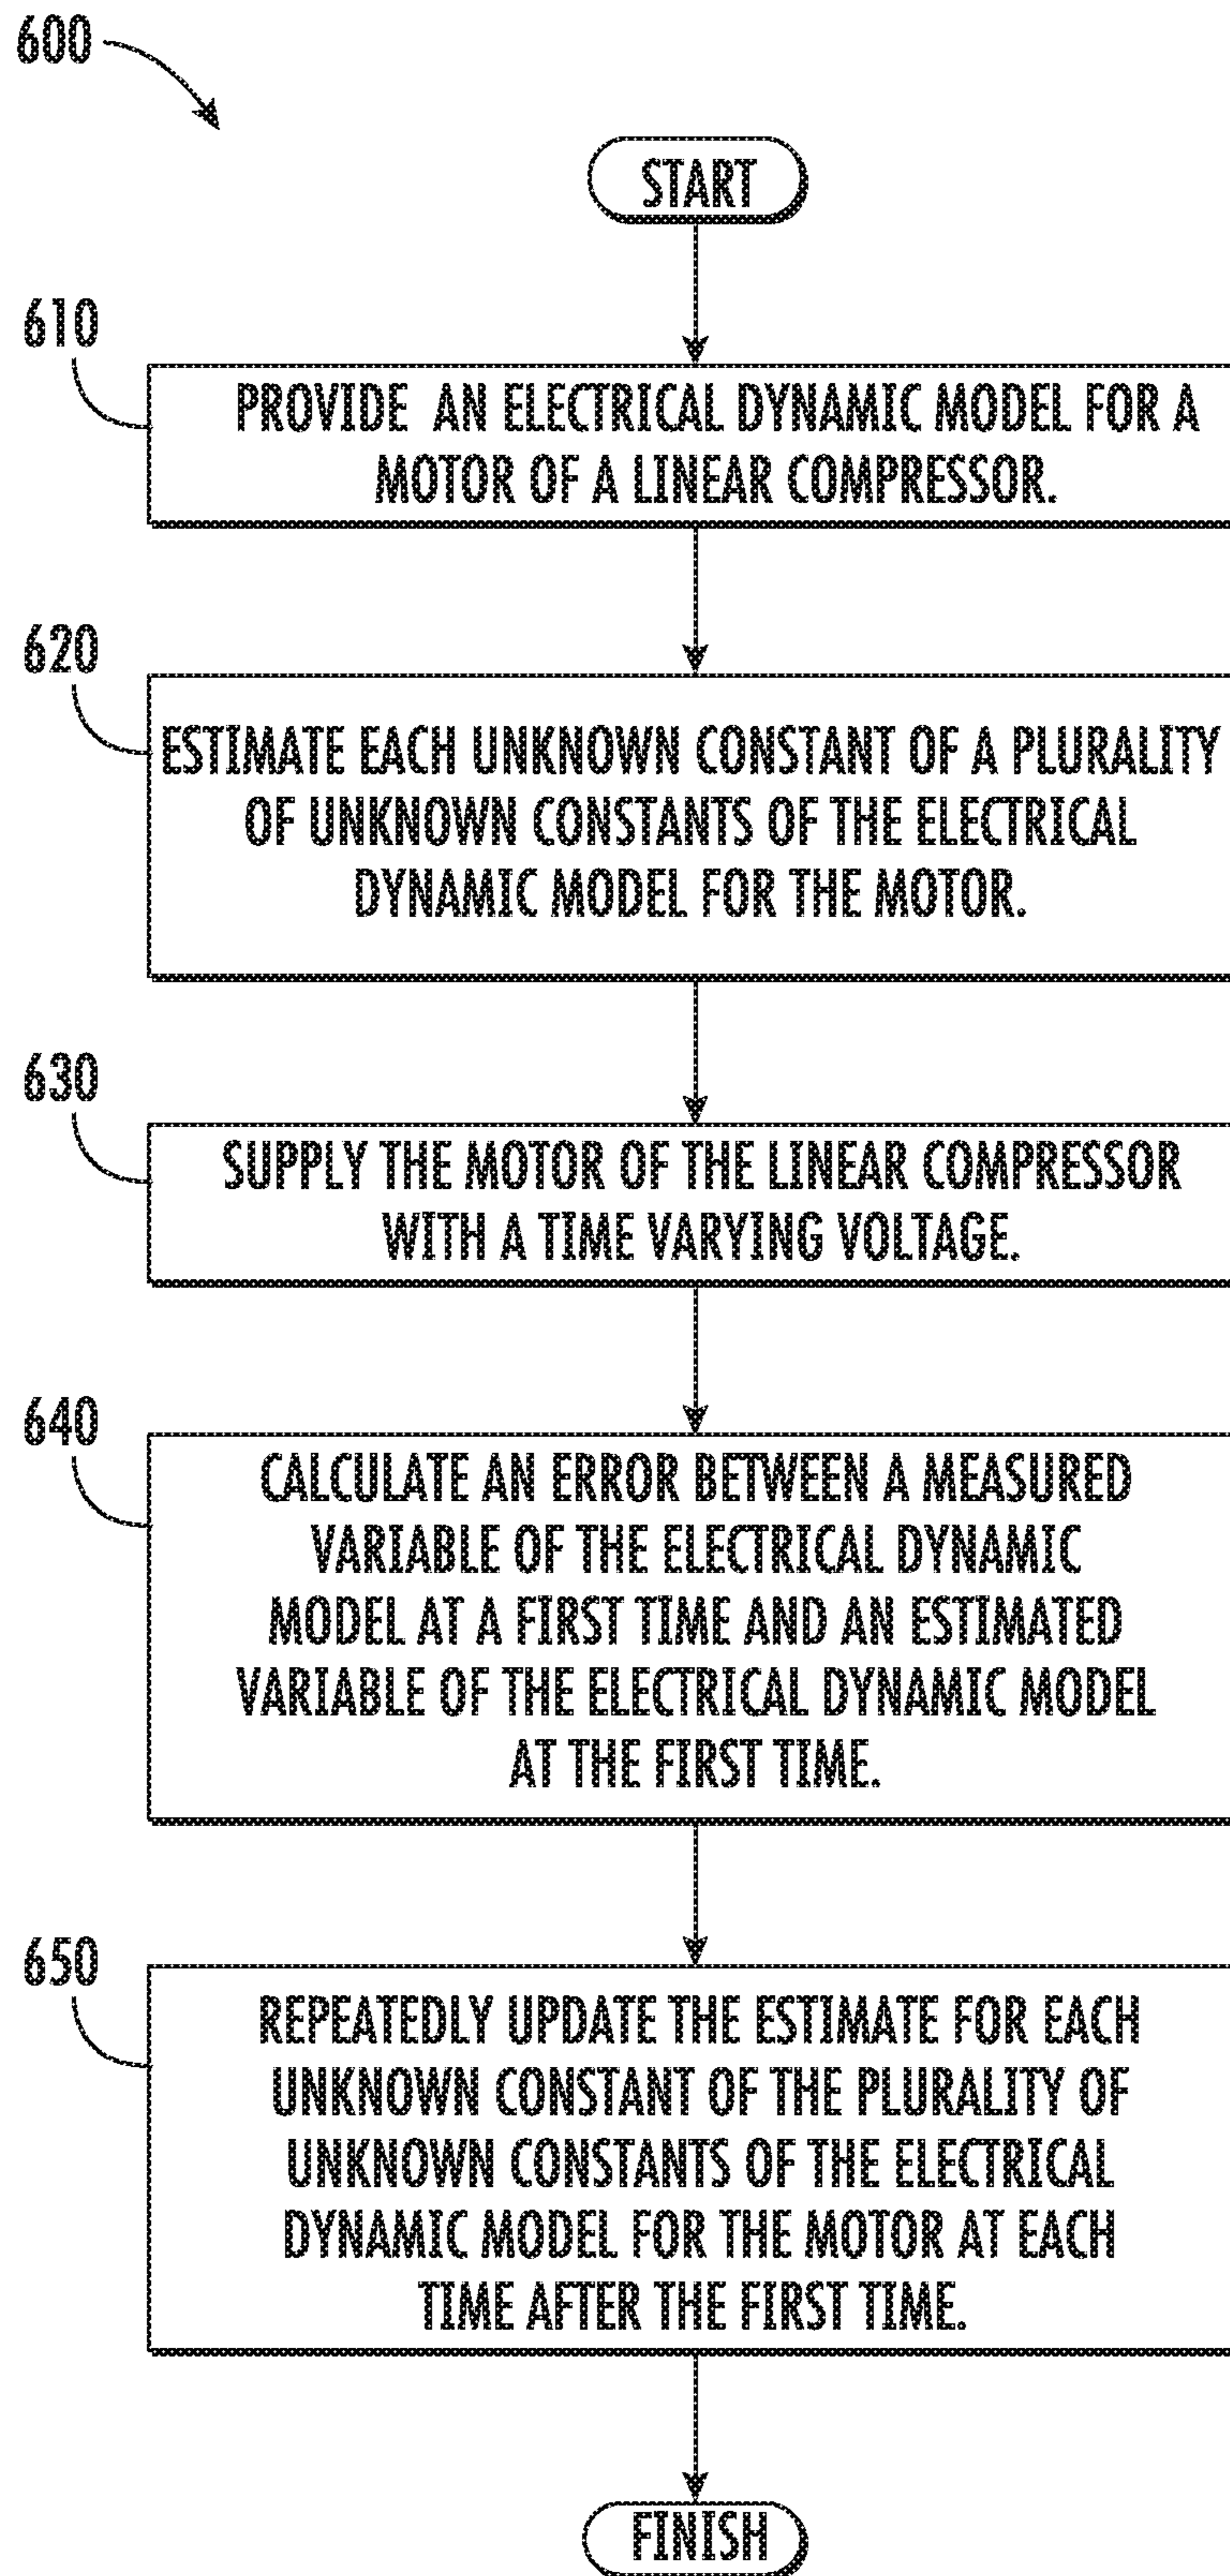 600
START
610
PROVIDE AN ELECTRICAL DYNAMIC MODEL FOR A
MOTOR OF A LINEAR COMPRESSOR.
620
ESTIMATE EACH UNKNOWN CONSTANT OF A PLURALITY
OF UNKNOWN CONSTANTS OF THE ELECTRICAL
DYNAMIC MODEL FOR THE MOTOR.
630
SUPPLY THE MOTOR OF THE LINEAR COMPRESSOR
WITH A TIME VARYING VOLTAGE.
640
CALCULATE AN ERROR BETWEEN A MEASURED
VARIABLE OF THE ELECTRICAL DYNAMIC
MODEL AT A FIRST TIME AND AN ESTIMATED
VARIABLE OF THE ELECTRICAL DYNAMIC MODEL
AT THE FIRST TIME.
650
REPEATEDLY UPDATE THE ESTIMATE FOR EACH
UNKNOWN CONSTANT OF THE PLURALITY OF
UNKNOWN CONSTANTS OF THE ELECTRICAL
DYNAMIC MODEL FOR THE MOTOR AT EACH
TIME AFTER THE FIRST TIME.
FINISH